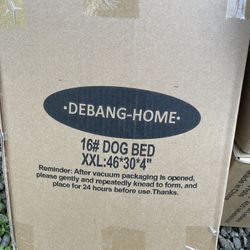 ·DEBANG-HOME·
16# DOG BED
XXL:46*30*4"
Reminder: After vacuum packaging is opened,
please gently and repeatedly knead to form, and
place for 24 hours before use.Thanks.